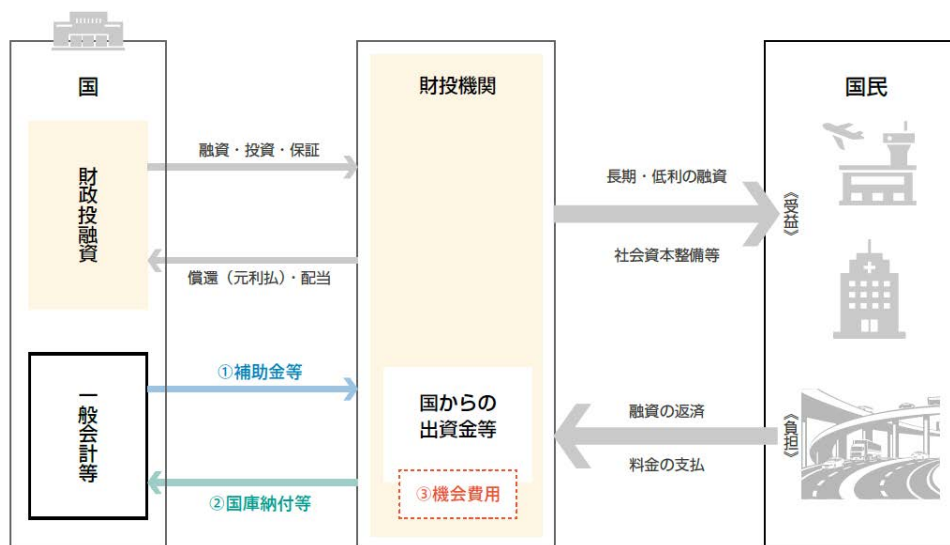 国
財政投融資
一般会計等
融資・投資・保証
償還（元利払）・配当
①補助金等
②国庫納付等
財投機関
国からの
出資金等
③機会費用
長期・低利の融資
社会資本整備等
融資の返済
料金の支払
国民
《受益》
《負担》